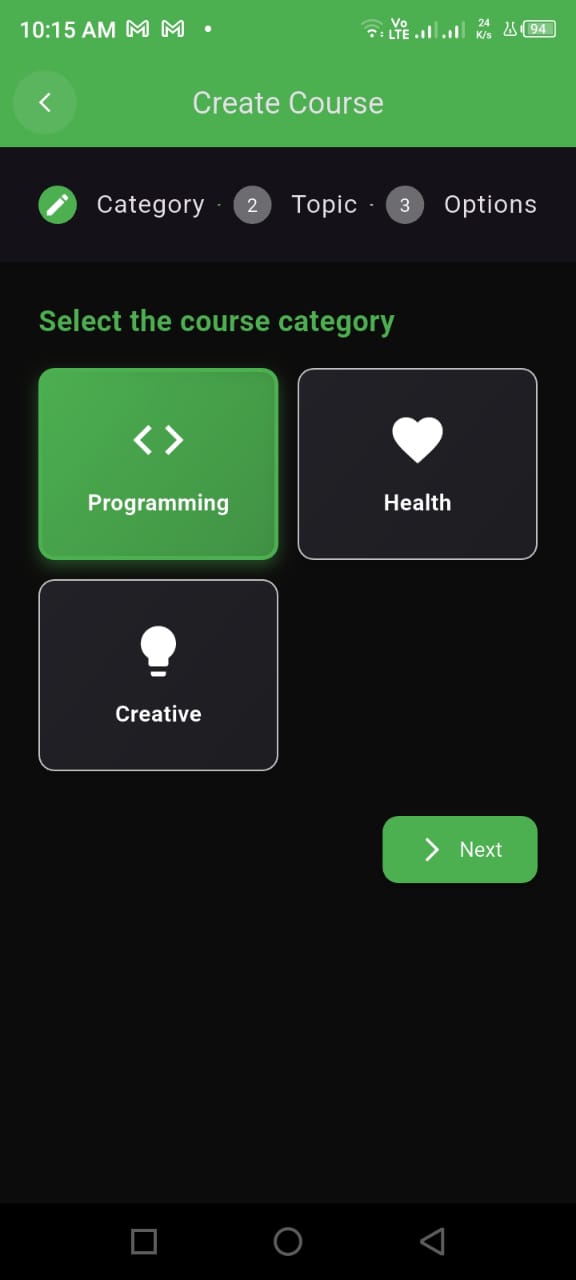 10:15 AM Vo LTE 24 K/s 94
Create Course
Category 2 Topic 3 Options
Select the course category
Programming Health
Creative
Next